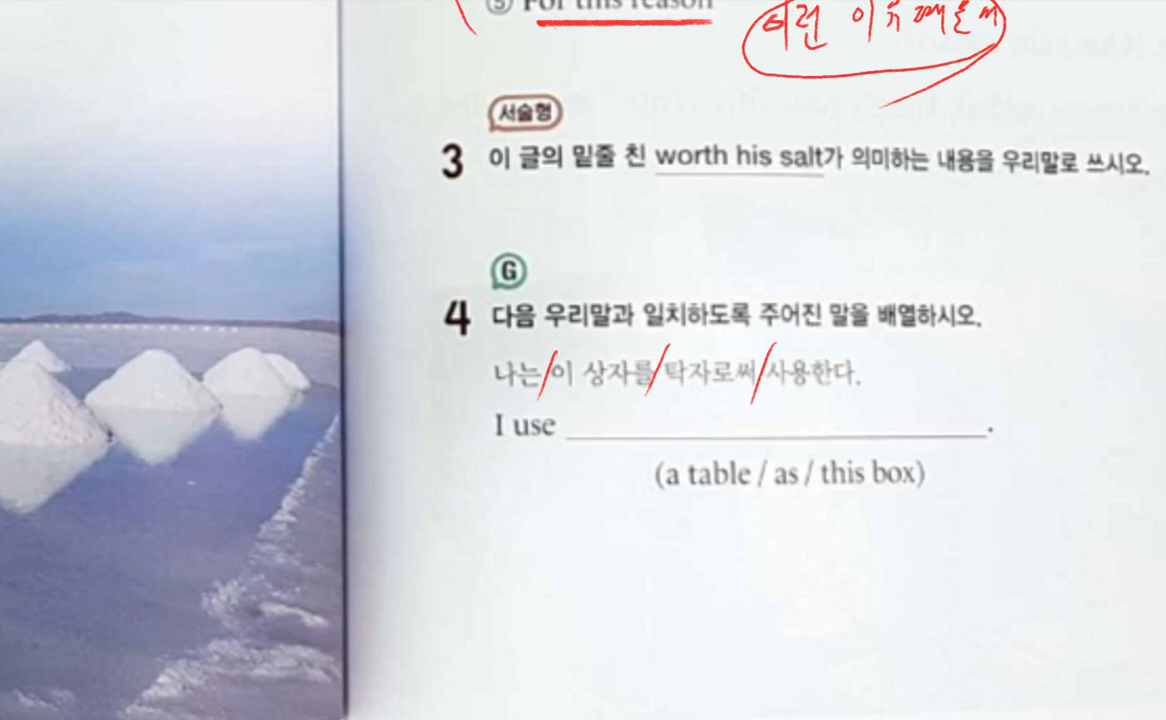 ⑤ For this reason
이런 이유 때문에
서술형
3 이 글의 밑줄 친 worth his salt가 의미하는 내용을 우리말로 쓰시오.
G
4 다음 우리말과 일치하도록 주어진 말을 배열하시오.
나는/이 상자를/탁자로써/사용한다.
I use ____________________.
(a table / as / this box)